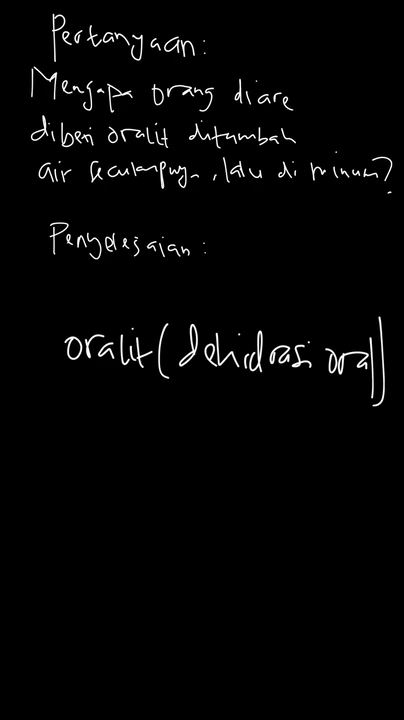 Pertanyaan:
Mengapa orang diare
diberi oralit ditambah
air secukupnya, lalu di minum?
Penyelesaian:
oralit (dehidrasi oral)